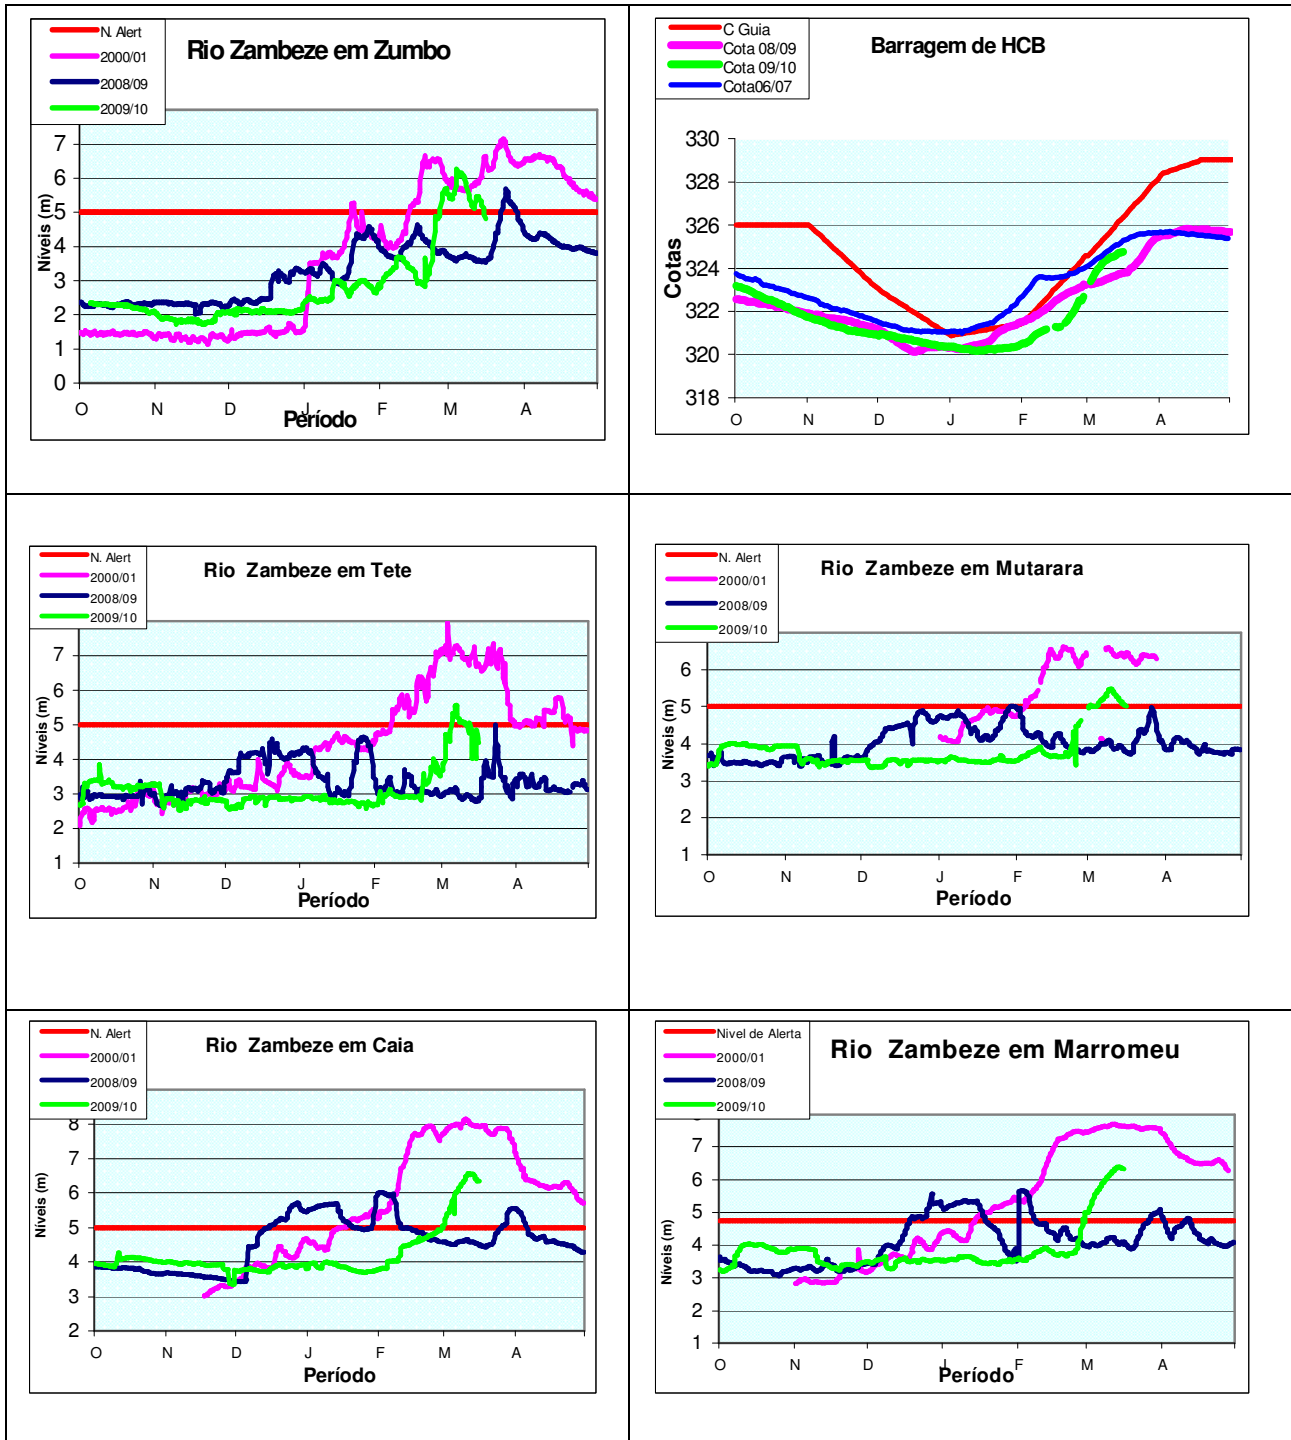 N. Alert
2000/01
2008/09
2009/10
Rio Zambeze em Zumbo
Níveis (m)
7
6
5
4
3
2
1
0
O N D J F M A
Período
C Guia
Cota 08/09
Cota 09/10
Cota06/07
Barragem de HCB
Cotas
330
328
326
324
322
320
318
O N D J F M A
N. Alert
2000/01
2008/09
2009/10
Rio Zambeze em Tete
Níveis (m)
7
6
5
4
3
2
1
O N D J F M A
Período
N. Alert
2000/01
2008/09
2009/10
Rio Zambeze em Mutarara
Níveis (m)
6
5
4
3
2
1
O N D J F M A
Período
N. Alert
2000/01
2008/09
2009/10
Rio Zambeze em Caia
Níveis (m)
8
7
6
5
4
3
2
O N D J F M A
Período
Nivel de Alerta
2000/01
2008/09
2009/10
Rio Zambeze em Marromeu
Níveis (m)
8
7
6
5
4
3
2
1
O N D J F M A
Período